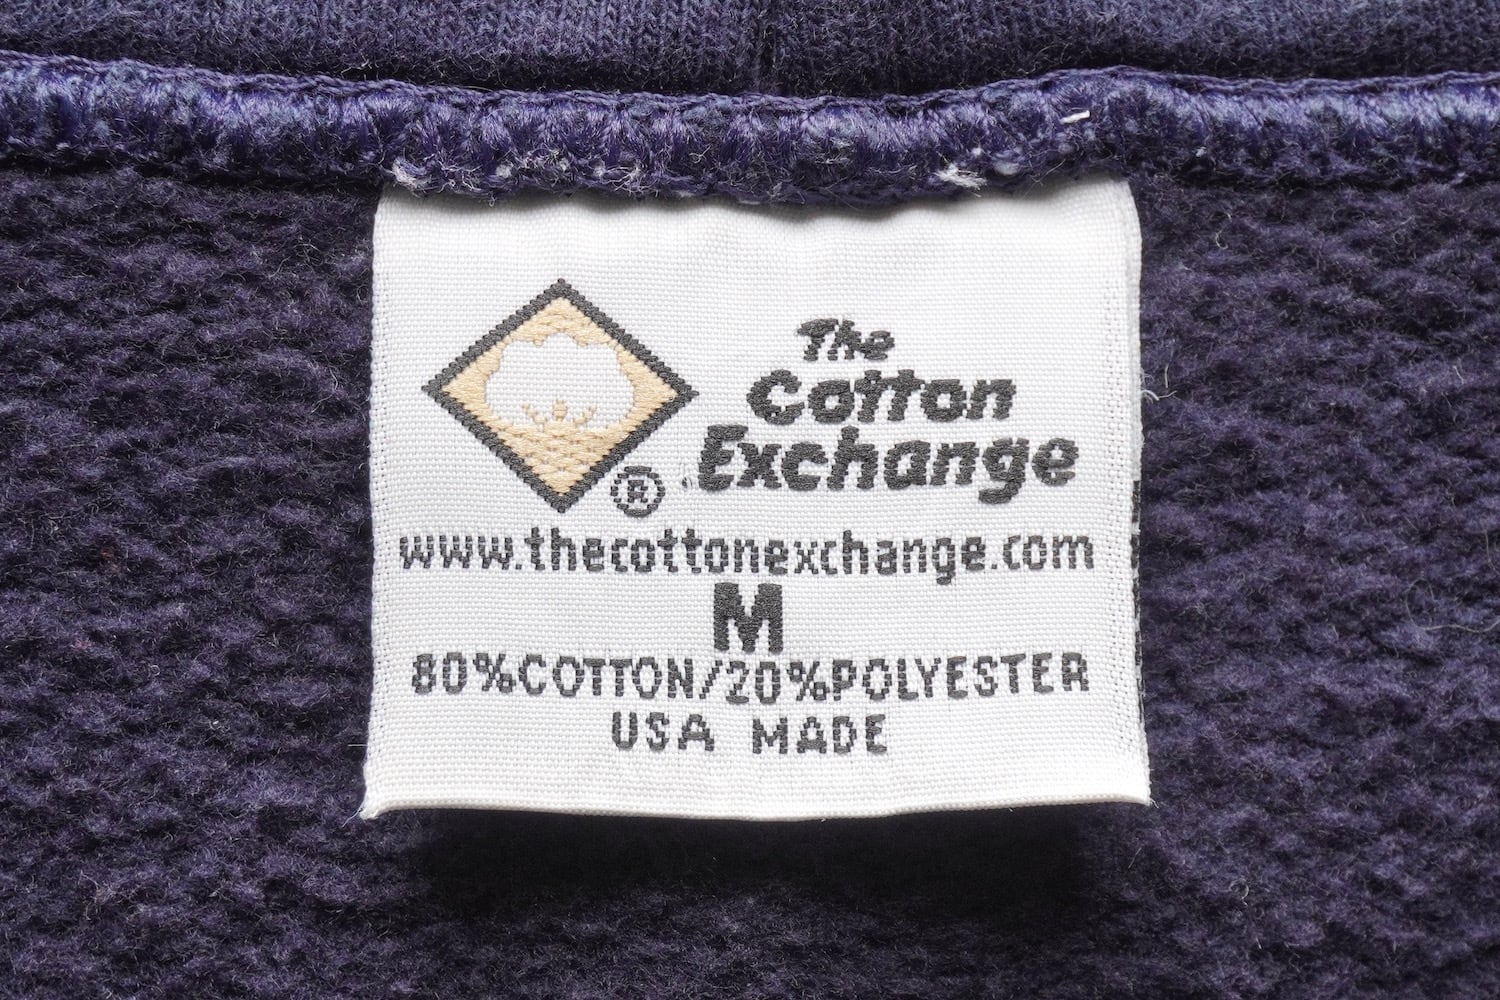 The
Cotton
Exchange
®
www.thecottonexchange.com
M
80%COTTON/20%POLYESTER
USA MADE